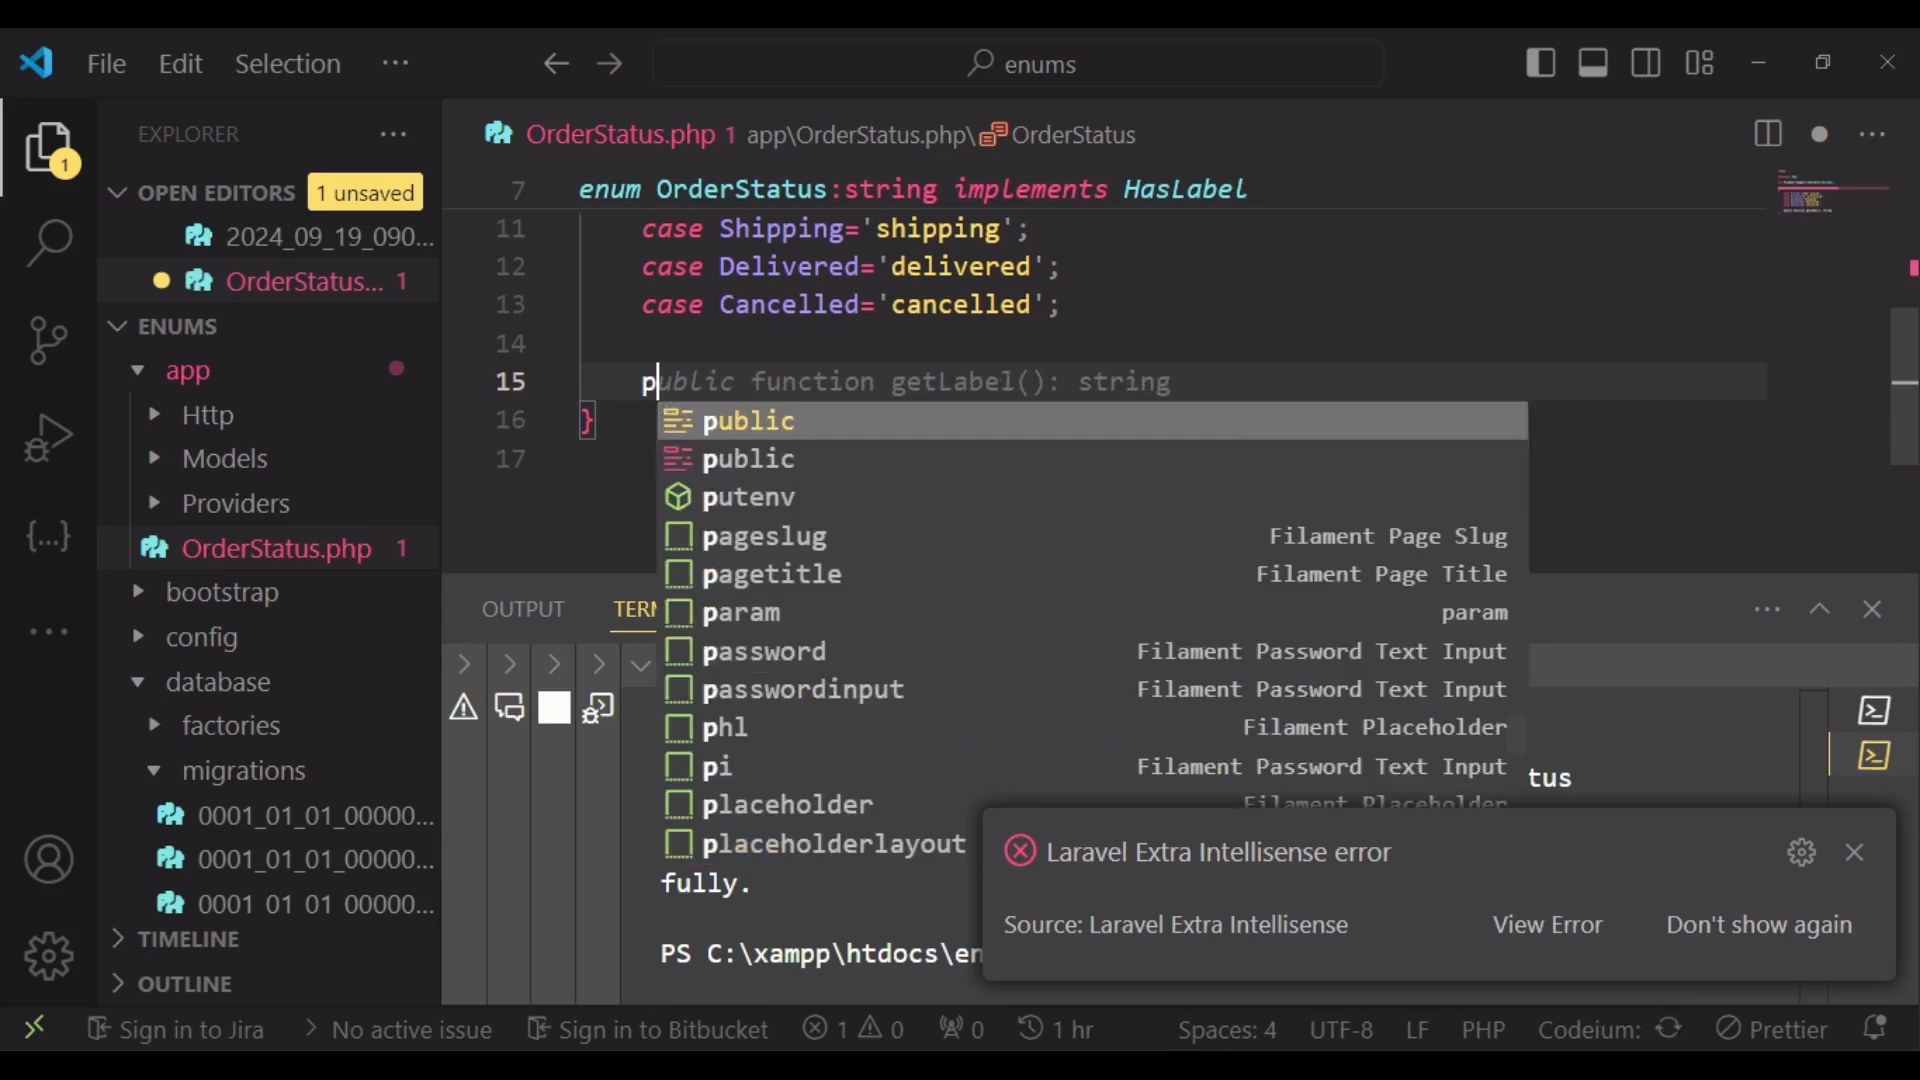 File Edit Selection ···
enums
EXPLORER
OPEN EDITORS 1 unsaved
2024_09_19_090...
OrderStatus... 1
ENUMS
app
Http
Models
Providers
OrderStatus.php 1
bootstrap
config
database
factories
migrations
0001_01_01_00000...
0001_01_01_00000...
0001_01_01_00000...
TIMELINE
OUTLINE
1
OrderStatus.php 1 app\OrderStatus.php\OrderStatus
7 enum OrderStatus:string implements HasLabel
11 case Shipping='shipping';
12 case Delivered='delivered';
13 case Cancelled='cancelled';
14
15 public function getLabel(): string
16 }
17
public
public
putenv
pageslug Filament Page Slug
pagetitle Filament Page Title
param param
password Filament Password Text Input
passwordinput Filament Password Text Input
phl Filament Placeholder
pi Filament Password Text Input
placeholder Filament Placeholder
placeholderlayout
OUTPUT TERM
tus
fully.
PS C:\xampp\htdocs\en
Laravel Extra Intellisense error
Source: Laravel Extra Intellisense View Error Don't show again
Sign in to Jira No active issue Sign in to Bitbucket 1 0 0 1 hr Spaces: 4 UTF-8 LF PHP Codeium: Prettier